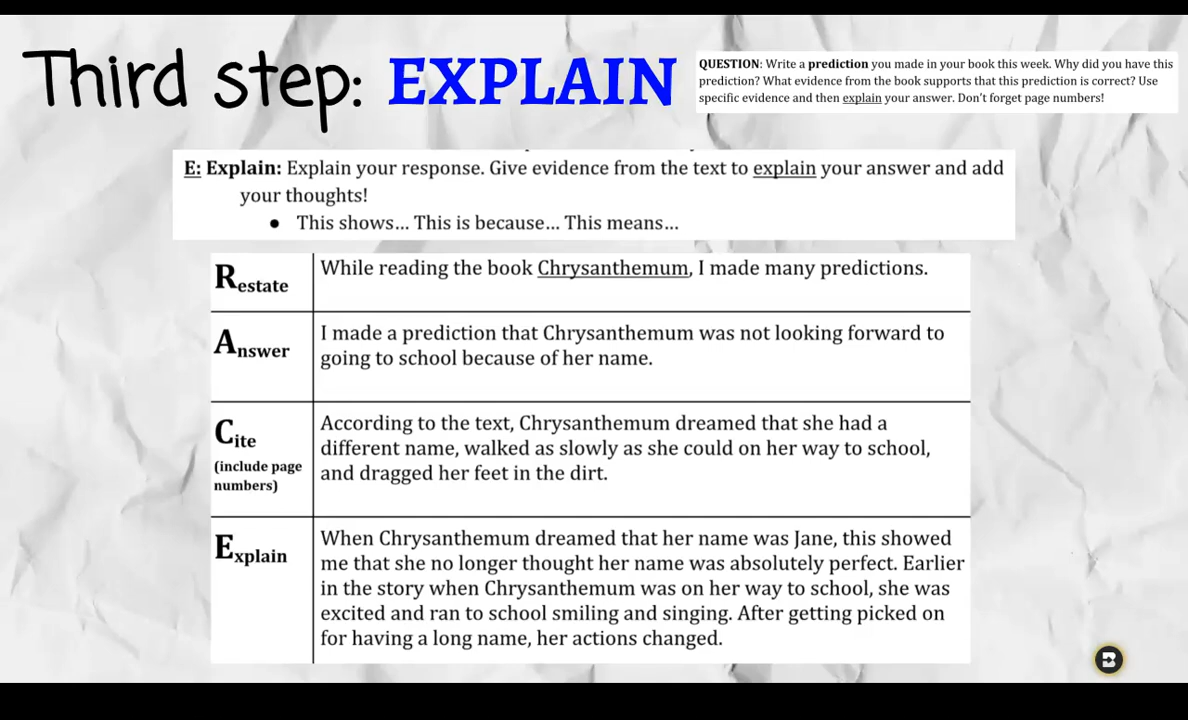 Third step: EXPLAIN
QUESTION: Write a prediction you made in your book this week. Why did you have this
prediction? What evidence from the book supports that this prediction is correct? Use
specific evidence and then explain your answer. Don't forget page numbers!
E: Explain: Explain your response. Give evidence from the text to explain your answer and add
your thoughts!
● This shows... This is because... This means...
Restate
While reading the book Chrysanthemum, I made many predictions.
Answer
I made a prediction that Chrysanthemum was not looking forward to
going to school because of her name.
Cite
(include page
numbers)
According to the text, Chrysanthemum dreamed that she had a
different name, walked as slowly as she could on her way to school,
and dragged her feet in the dirt.
Explain
When Chrysanthemum dreamed that her name was Jane, this showed
me that she no longer thought her name was absolutely perfect. Earlier
in the story when Chrysanthemum was on her way to school, she was
excited and ran to school smiling and singing. After getting picked on
for having a long name, her actions changed.